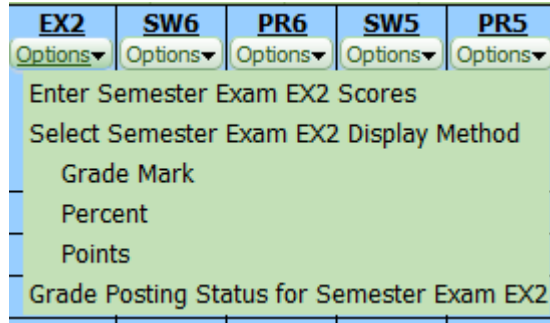 EX2 SW6 PR6 SW5 PR5
Options▾ Options▾ Options▾ Options▾ Options▾
Enter Semester Exam EX2 Scores
Select Semester Exam EX2 Display Method
Grade Mark
Percent
Points
Grade Posting Status for Semester Exam EX2